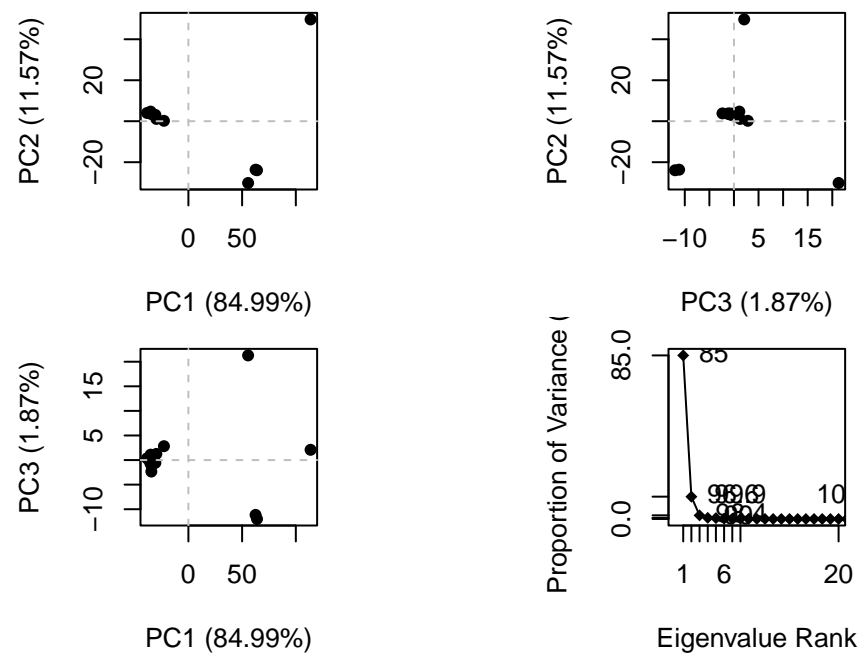 PC2 (11.57%)
20
−20
0 50
PC1 (84.99%)
PC2 (11.57%)
20
−20
−10 5 15
PC3 (1.87%)
PC3 (1.87%)
15
5
−10
0 50
PC1 (84.99%)
Proportion of Variance (
85.0
0.0
85
10
1 6 20
Eigenvalue Rank